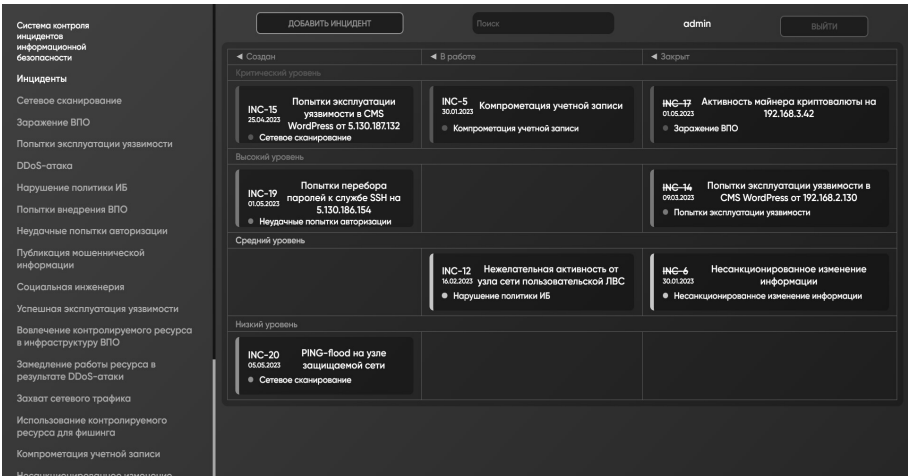 Система контроля
инцидентов
информационной
безопасности
Инциденты
Сетевое сканирование
Заражение ВПО
Попытки эксплуатации уязвимости
DDoS-атака
Нарушение политики ИБ
Попытки внедрения ВПО
Неудачные попытки авторизации
Публикация мошеннической
информации
Социальная инженерия
Успешная эксплуатация уязвимости
Вовлечение контролируемого ресурса
в инфраструктуру ВПО
Замедление работы ресурса в
результате DDoS-атаки
Захват сетевого трафика
Использование контролируемого
ресурса для фишинга
Компрометация учетной записи
Несанкционированное изменение
ДОБАВИТЬ ИНЦИДЕНТ
Поиск
admin
ВЫЙТИ
◀ Создан
◀ В работе
◀ Закрыт
Критический уровень
INC-15
25.04.2023
Попытки эксплуатации
уязвимости в CMS
WordPress от 5.130.187.132
Сетевое сканирование
INC-5
30.01.2023
Компрометация учетной записи
Компрометация учетной записи
INC-17
01.05.2023
Активность майнера криптовалюты на
192.168.3.42
Заражение ВПО
Высокий уровень
INC-19
01.05.2023
Попытки перебора
паролей к службе SSH на
5.130.186.154
Неудачные попытки авторизации
INC-14
09.03.2023
Попытки эксплуатации уязвимости в
CMS WordPress от 192.168.2.130
Попытки эксплуатации уязвимости
Средний уровень
INC-12
16.02.2023
Нежелательная активность от
узла сети пользовательской ЛВС
Нарушение политики ИБ
INC-6
30.01.2023
Несанкционированное изменение
информации
Несанкционированное изменение информации
Низкий уровень
INC-20
05.05.2023
PING-flood на узле
защищаемой сети
Сетевое сканирование